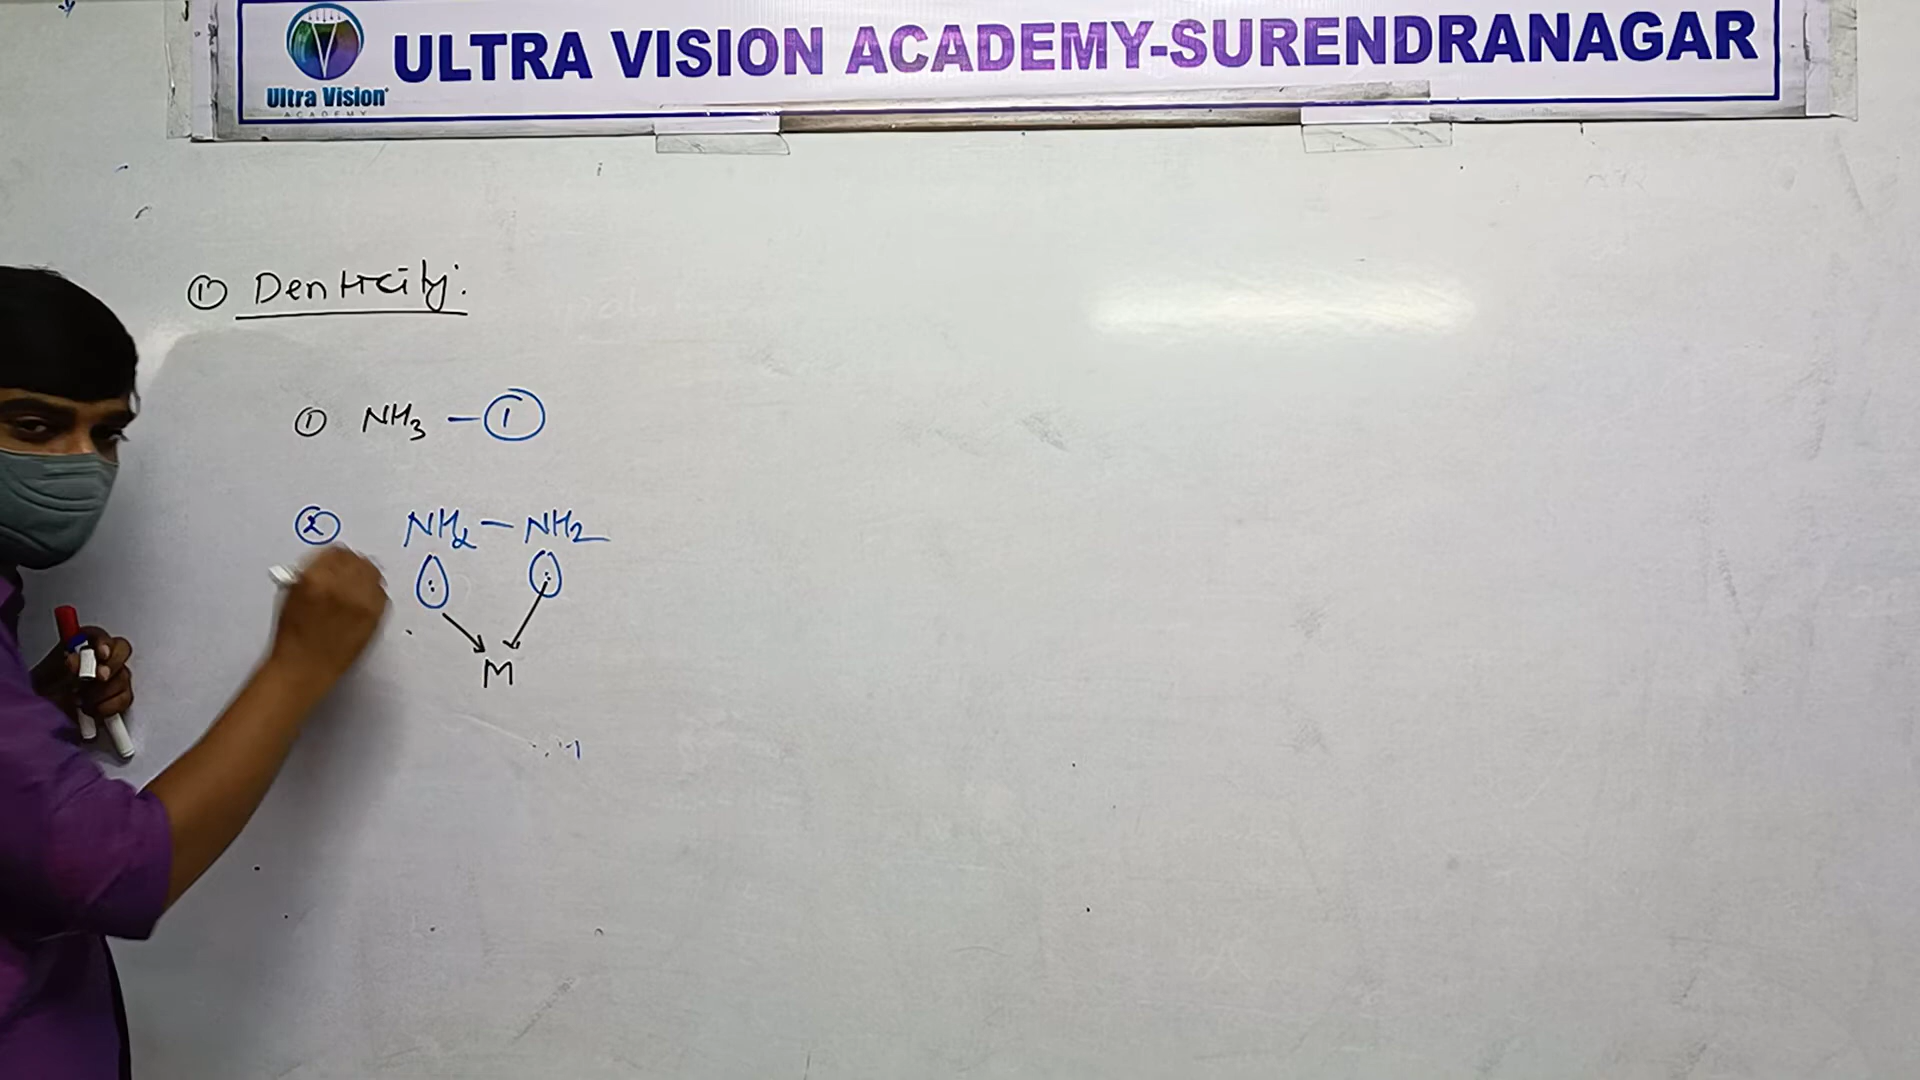 ULTRA VISION ACADEMY-SURENDRANAGAR
Ultra Vision
ACADEMY
① Denticity:
① NH3 – ①
② NH2 – NH2
M